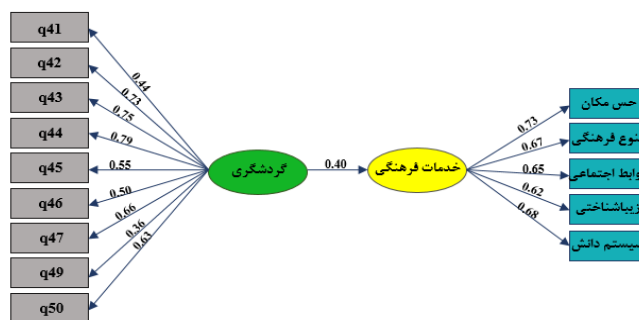 q41
q42
q43
q44
q45
q46
q47
q49
q50
0.44
0.73
0.75
0.79
0.55
0.50
0.66
0.36
0.63
گردشگری
0.40
خدمات فرهنگی
0.73
0.67
0.65
0.62
0.68
حس مکان
نوع فرهنگی
وابط اجتماعی
زیباشناختی
سیستم دانش